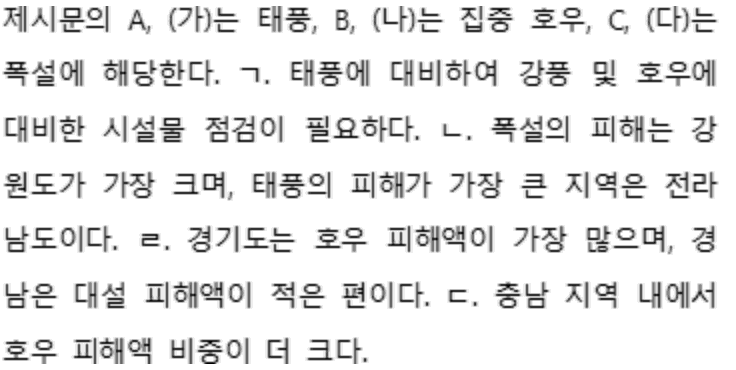 제시문의 A, (가)는 태풍, B, (나)는 집중 호우, C, (다)는
폭설에 해당한다. ㄱ. 태풍에 대비하여 강풍 및 호우에
대비한 시설물 점검이 필요하다. ㄴ. 폭설의 피해는 강
원도가 가장 크며, 태풍의 피해가 가장 큰 지역은 전라
남도이다. ㄹ. 경기도는 호우 피해액이 가장 많으며, 경
남은 대설 피해액이 적은 편이다. ㄷ. 충남 지역 내에서
호우 피해액 비중이 더 크다.